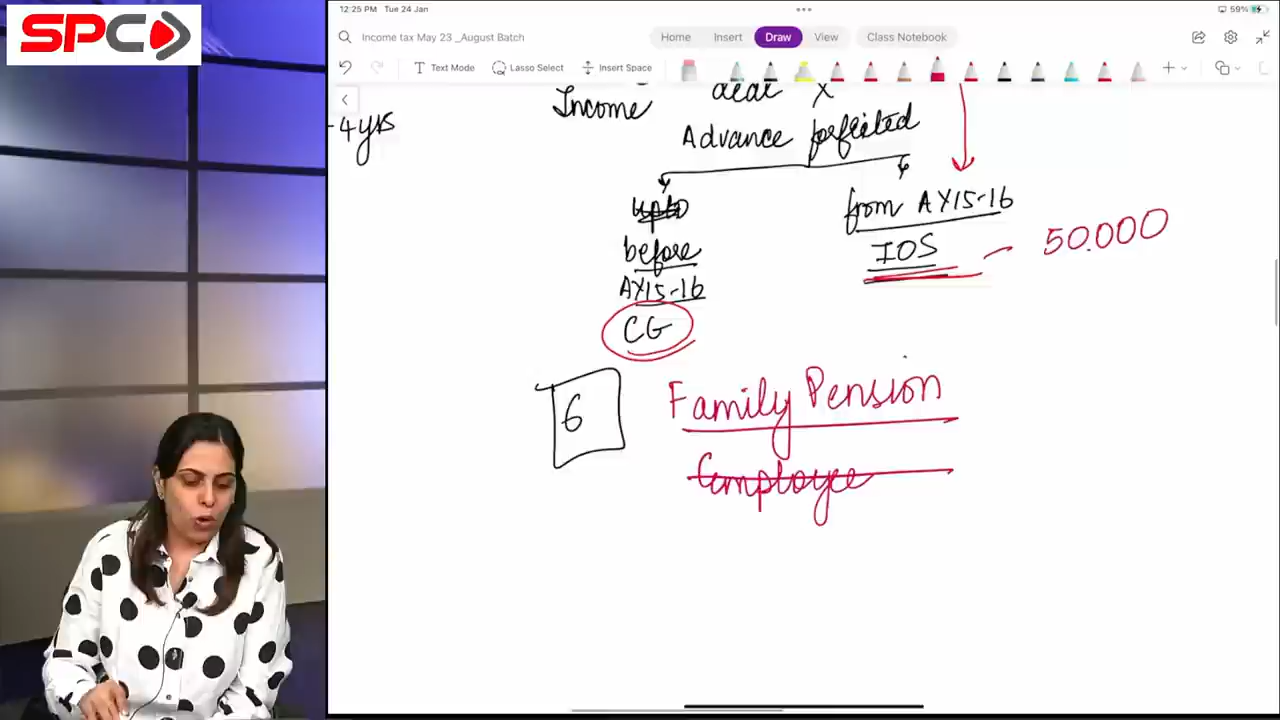 SPC
12:25 PM Tue 24 Jan
59%
Income tax May 23 _August Batch
Home Insert Draw View Class Notebook
Text Mode Lasso Select Insert Space
deal X
Income
4yrs
Advance forfeited
upto
before
AY15-16
CG
from AY15-16
IOS
50.000
6
Family Pension
Employee